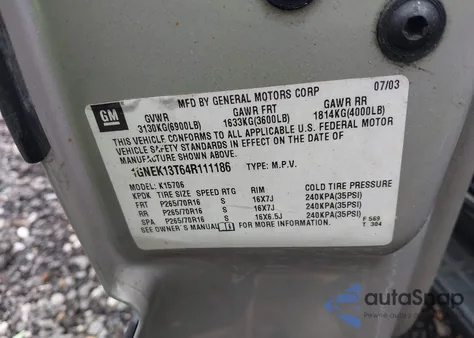 GM
MFD BY GENERAL MOTORS CORP 07/03
GVWR GAWR FRT GAWR RR
3130KG(6900LB) 1633KG(3600LB) 1814KG(4000LB)
THIS VEHICLE CONFORMS TO ALL APPLICABLE U.S. FEDERAL MOTOR
VEHICLE SAFETY STANDARDS IN EFFECT ON THE DATE OF
MANUFACTURE SHOWN ABOVE.
1GNEK13T64R111186 TYPE: M.P.V.
MODEL: K15706
KPDK TIRE SIZE SPEED RTG RIM COLD TIRE PRESSURE
FRT P265/70R16 S 16X7J 240KPA(35PSI)
RR P265/70R16 S 16X7J 240KPA(35PSI)
SPA P265/70R16 S 16X6.5J 240KPA(35PSI)
SEE OWNER'S MANUAL FOR MORE INFORMATION.
F 569
T 304
autaSnap